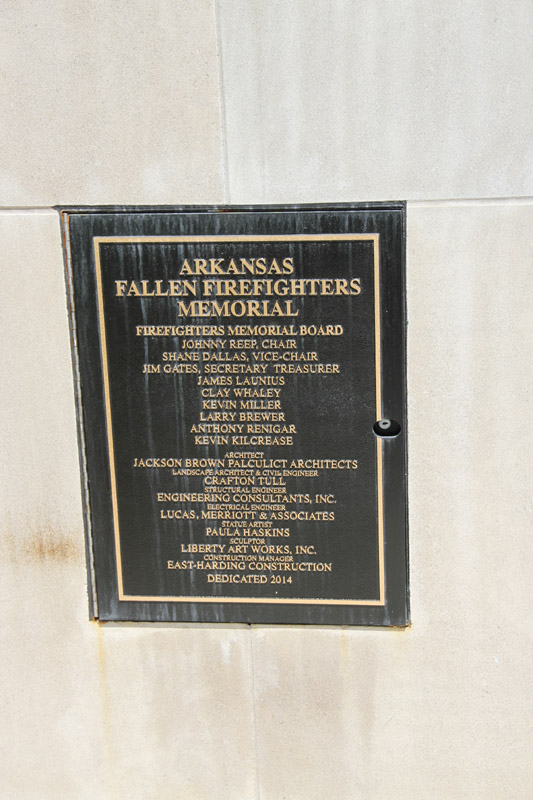 ARKANSAS
FALLEN FIREFIGHTERS
MEMORIAL
FIREFIGHTERS MEMORIAL BOARD
JOHNNY REEP, CHAIR
SHANE DALLAS, VICE-CHAIR
JIM GATES, SECRETARY TREASURER
JAMES LAUNIUS
CLAY WHALEY
KEVIN MILLER
LARRY BREWER
ANTHONY RENIGAR
KEVIN KILCREASE
ARCHITECT
JACKSON BROWN PALCULICT ARCHITECTS
LANDSCAPE ARCHITECT & CIVIL ENGINEER
CRAFTON TULL
STRUCTURAL ENGINEER
ENGINEERING CONSULTANTS, INC.
ELECTRICAL ENGINEER
LUCAS, MERRIOTT & ASSOCIATES
STATUE ARTIST
PAULA HASKINS
SCULPTOR
LIBERTY ART WORKS, INC.
CONSTRUCTION MANAGER
EAST-HARDING CONSTRUCTION
DEDICATED 2014